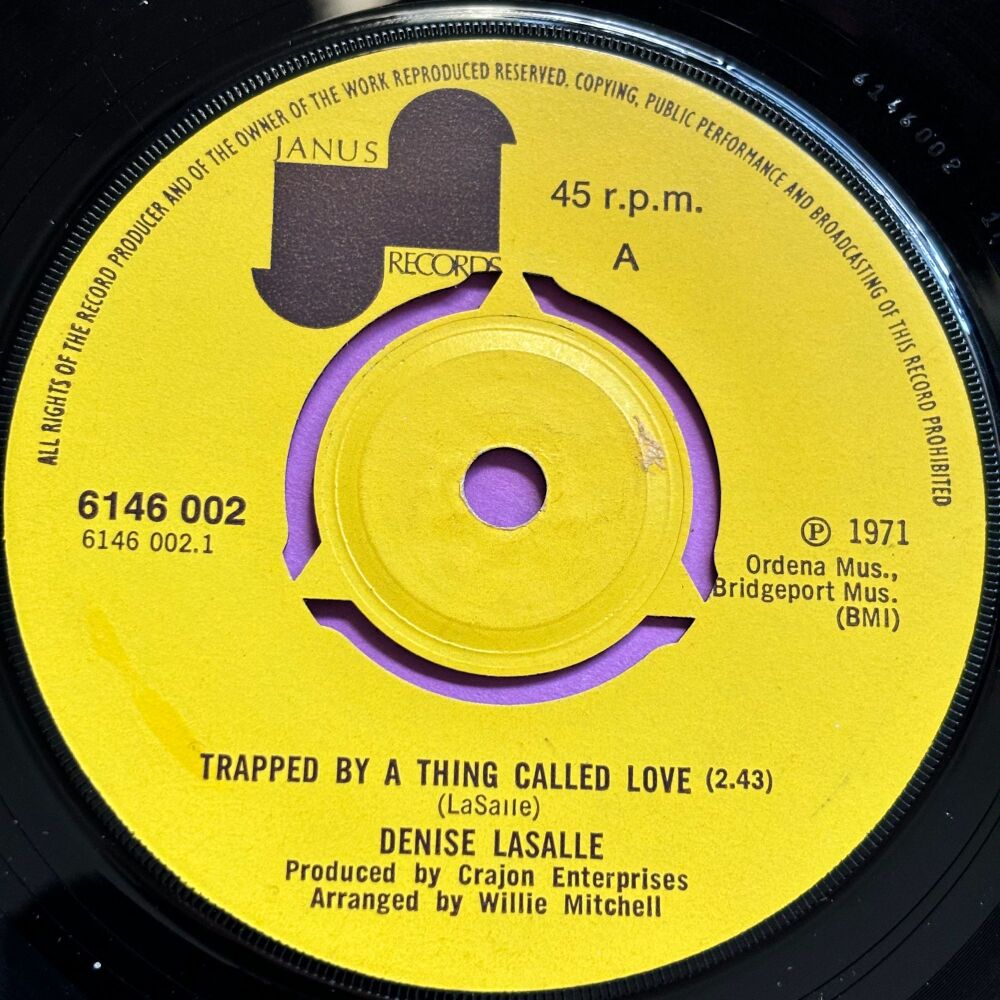 ALL RIGHTS OF THE RECORD PRODUCER AND OF THE OWNER OF THE WORK REPRODUCED RESERVED. COPYING, PUBLIC PERFORMANCE AND BROADCASTING OF THIS RECORD PROHIBITED
JANUS
RECORDS
45 r.p.m.
A
6146002
6146 002
6146 002.1
℗ 1971
Ordena Mus.,
Bridgeport Mus.
(BMI)
TRAPPED BY A THING CALLED LOVE (2.43)
(LaSalle)
DENISE LASALLE
Produced by Crajon Enterprises
Arranged by Willie Mitchell